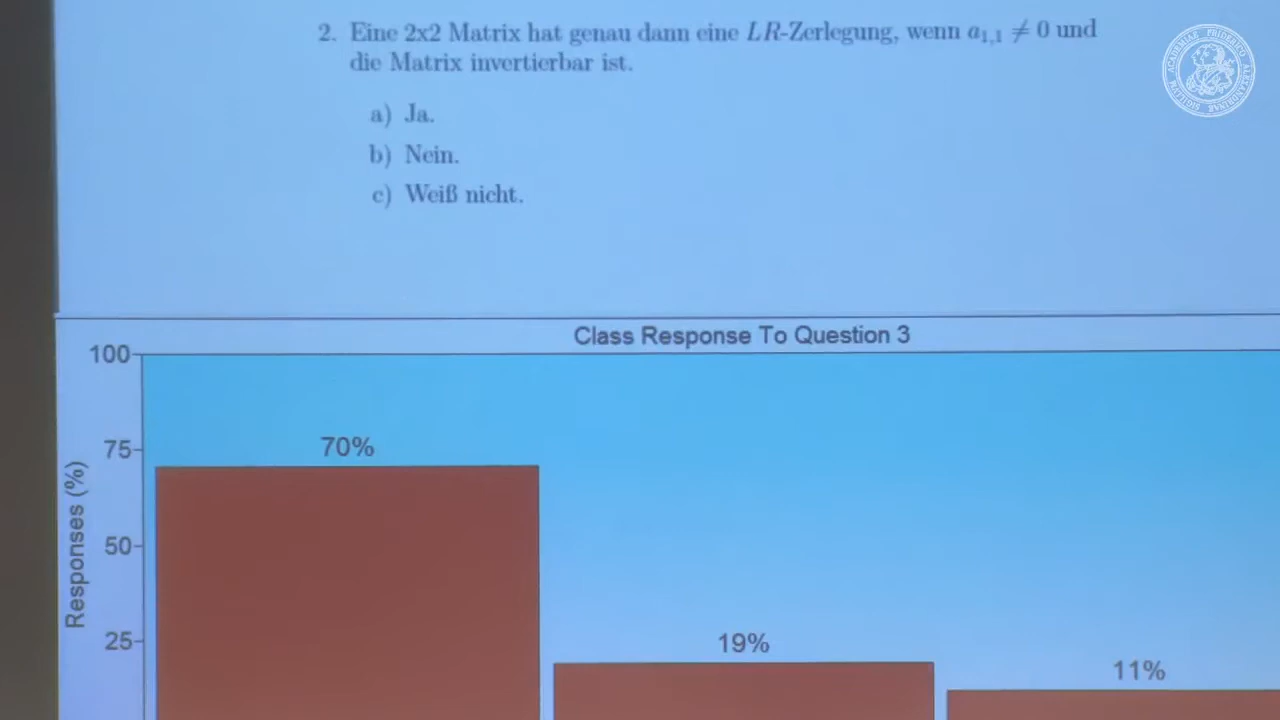 2. Eine 2x2 Matrix hat genau dann eine LR-Zerlegung, wenn a₁,₁ ≠ 0 und
die Matrix invertierbar ist.
a) Ja.
b) Nein.
c) Weiß nicht.
Class Response To Question 3
100
75
50
25
Responses (%)
70%
19%
11%